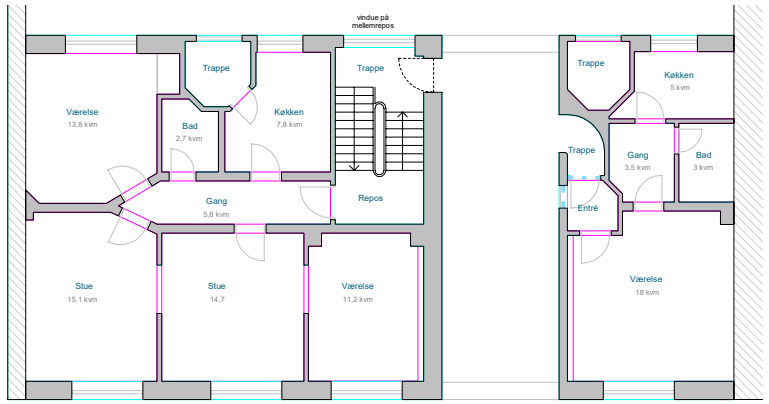 vindue på
mellemrepos
Trappe
Trappe
Trappe
Køkken
5 kvm
Værelse
13,8 kvm
Bad
2,7 kvm
Køkken
7,8 kvm
Trappe
Gang
3,5 kvm
Bad
3 kvm
Gang
5,8 kvm
Repos
Entré
Stue
15,1 kvm
Stue
14,7
Værelse
11,2 kvm
Værelse
18 kvm